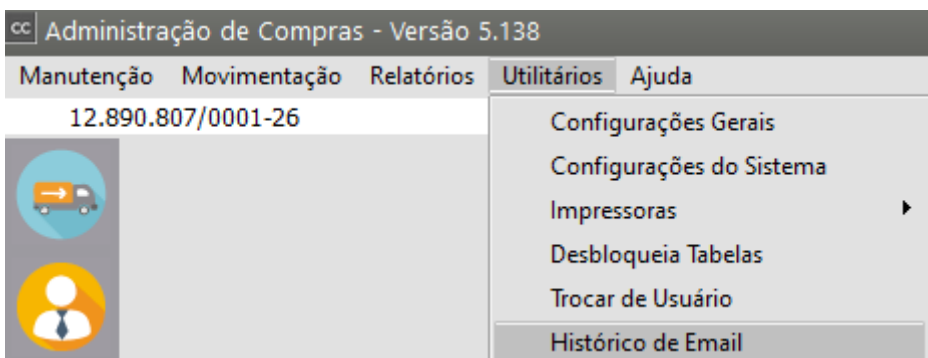 cc Administração de Compras - Versão 5.138
Manutenção Movimentação Relatórios Utilitários Ajuda
12.890.807/0001-26
Configurações Gerais
Configurações do Sistema
Impressoras
Desbloqueia Tabelas
Trocar de Usuário
Histórico de Email